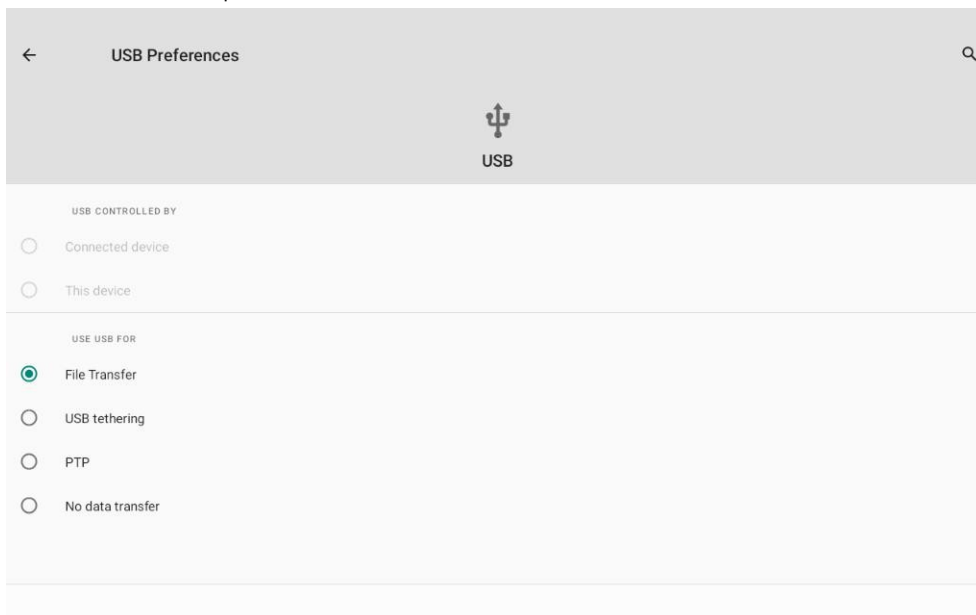 USB Preferences
USB
USB CONTROLLED BY
Connected device
This device
USE USB FOR
File Transfer
USB tethering
PTP
No data transfer